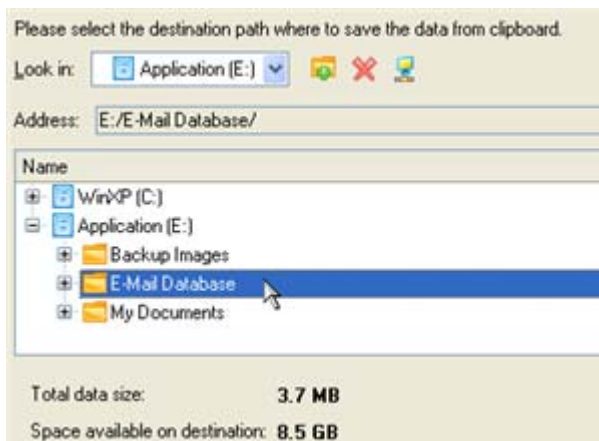 Please select the destination path where to save the data from clipboard.
Look in: Application (E:)
Address: E:/E-Mail Database/
Name
WinXP (C:)
Application (E:)
Backup Images
E-Mail Database
My Documents
Total data size: 3.7 MB
Space available on destination: 8.5 GB